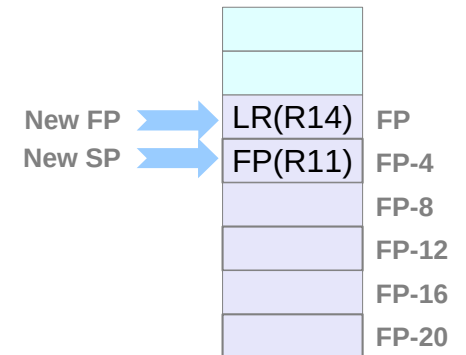 New FP LR(R14) FP
New SP FP(R11) FP-4
FP-8
FP-12
FP-16
FP-20